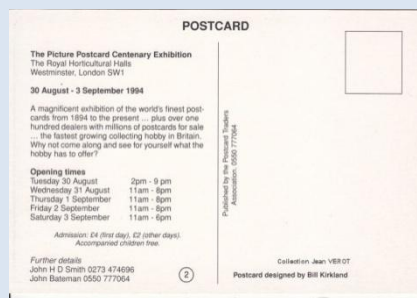 POSTCARD
The Picture Postcard Centenary Exhibition
The Royal Horticultural Halls
Westminster, London SW1
30 August - 3 September 1994
A magnificent exhibition of the world's finest post-
cards from 1894 to the present ... plus over one
hundred dealers with millions of postcards for sale
... the fastest growing collecting hobby in Britain.
Why not come along and see for yourself what the
hobby has to offer?
Opening times
Tuesday 30 August 2pm - 9 pm
Wednesday 31 August 11am - 8pm
Thursday 1 September 11am - 8pm
Friday 2 September 11am - 8pm
Saturday 3 September 11am - 6pm
Admission: £4 (first day), £2 (other days).
Accompanied children free.
Further details
John H D Smith 0273 474696
John Bateman 0550 777064
2
Published by the Postcard Traders
Association. 0550 777064
Collection Jean VEROT
Postcard designed by Bill Kirkland